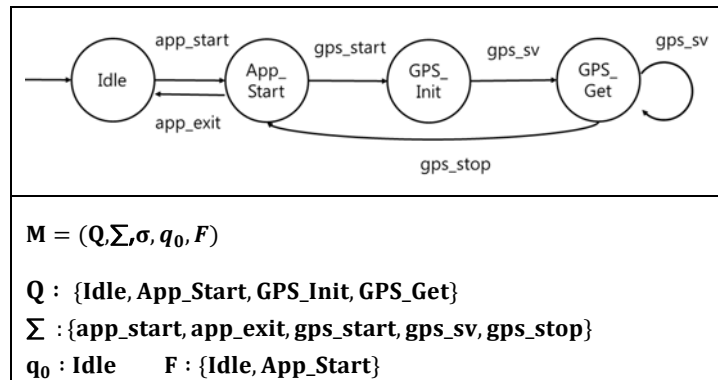 app_start
gps_start
gps_sv
gps_sv
Idle
App_
Start
GPS_
Init
GPS_
Get
app_exit
gps_stop
M = (Q,∑,σ, q₀, F)
Q : {Idle, App_Start, GPS_Init, GPS_Get}
∑ : {app_start, app_exit, gps_start, gps_sv, gps_stop}
q₀ : Idle F : {Idle, App_Start}